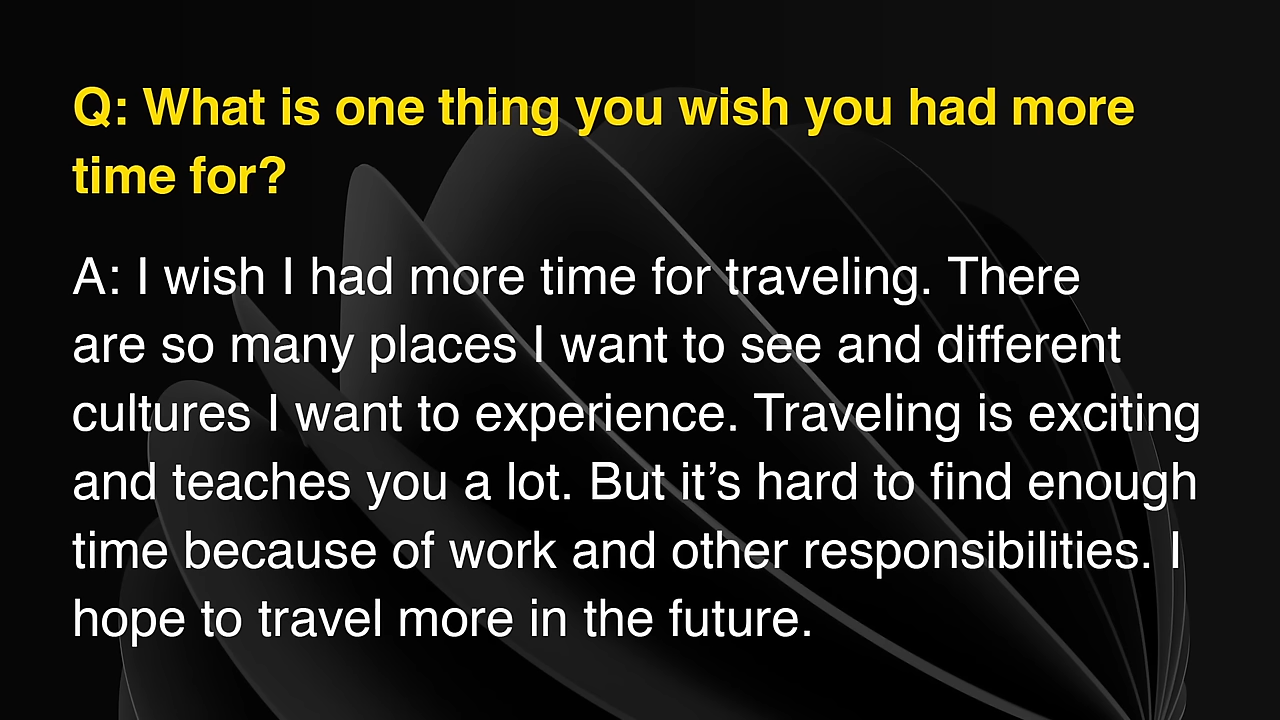 Q: What is one thing you wish you had more
time for?
A: I wish I had more time for traveling. There
are so many places I want to see and different
cultures I want to experience. Traveling is exciting
and teaches you a lot. But it’s hard to find enough
time because of work and other responsibilities. I
hope to travel more in the future.